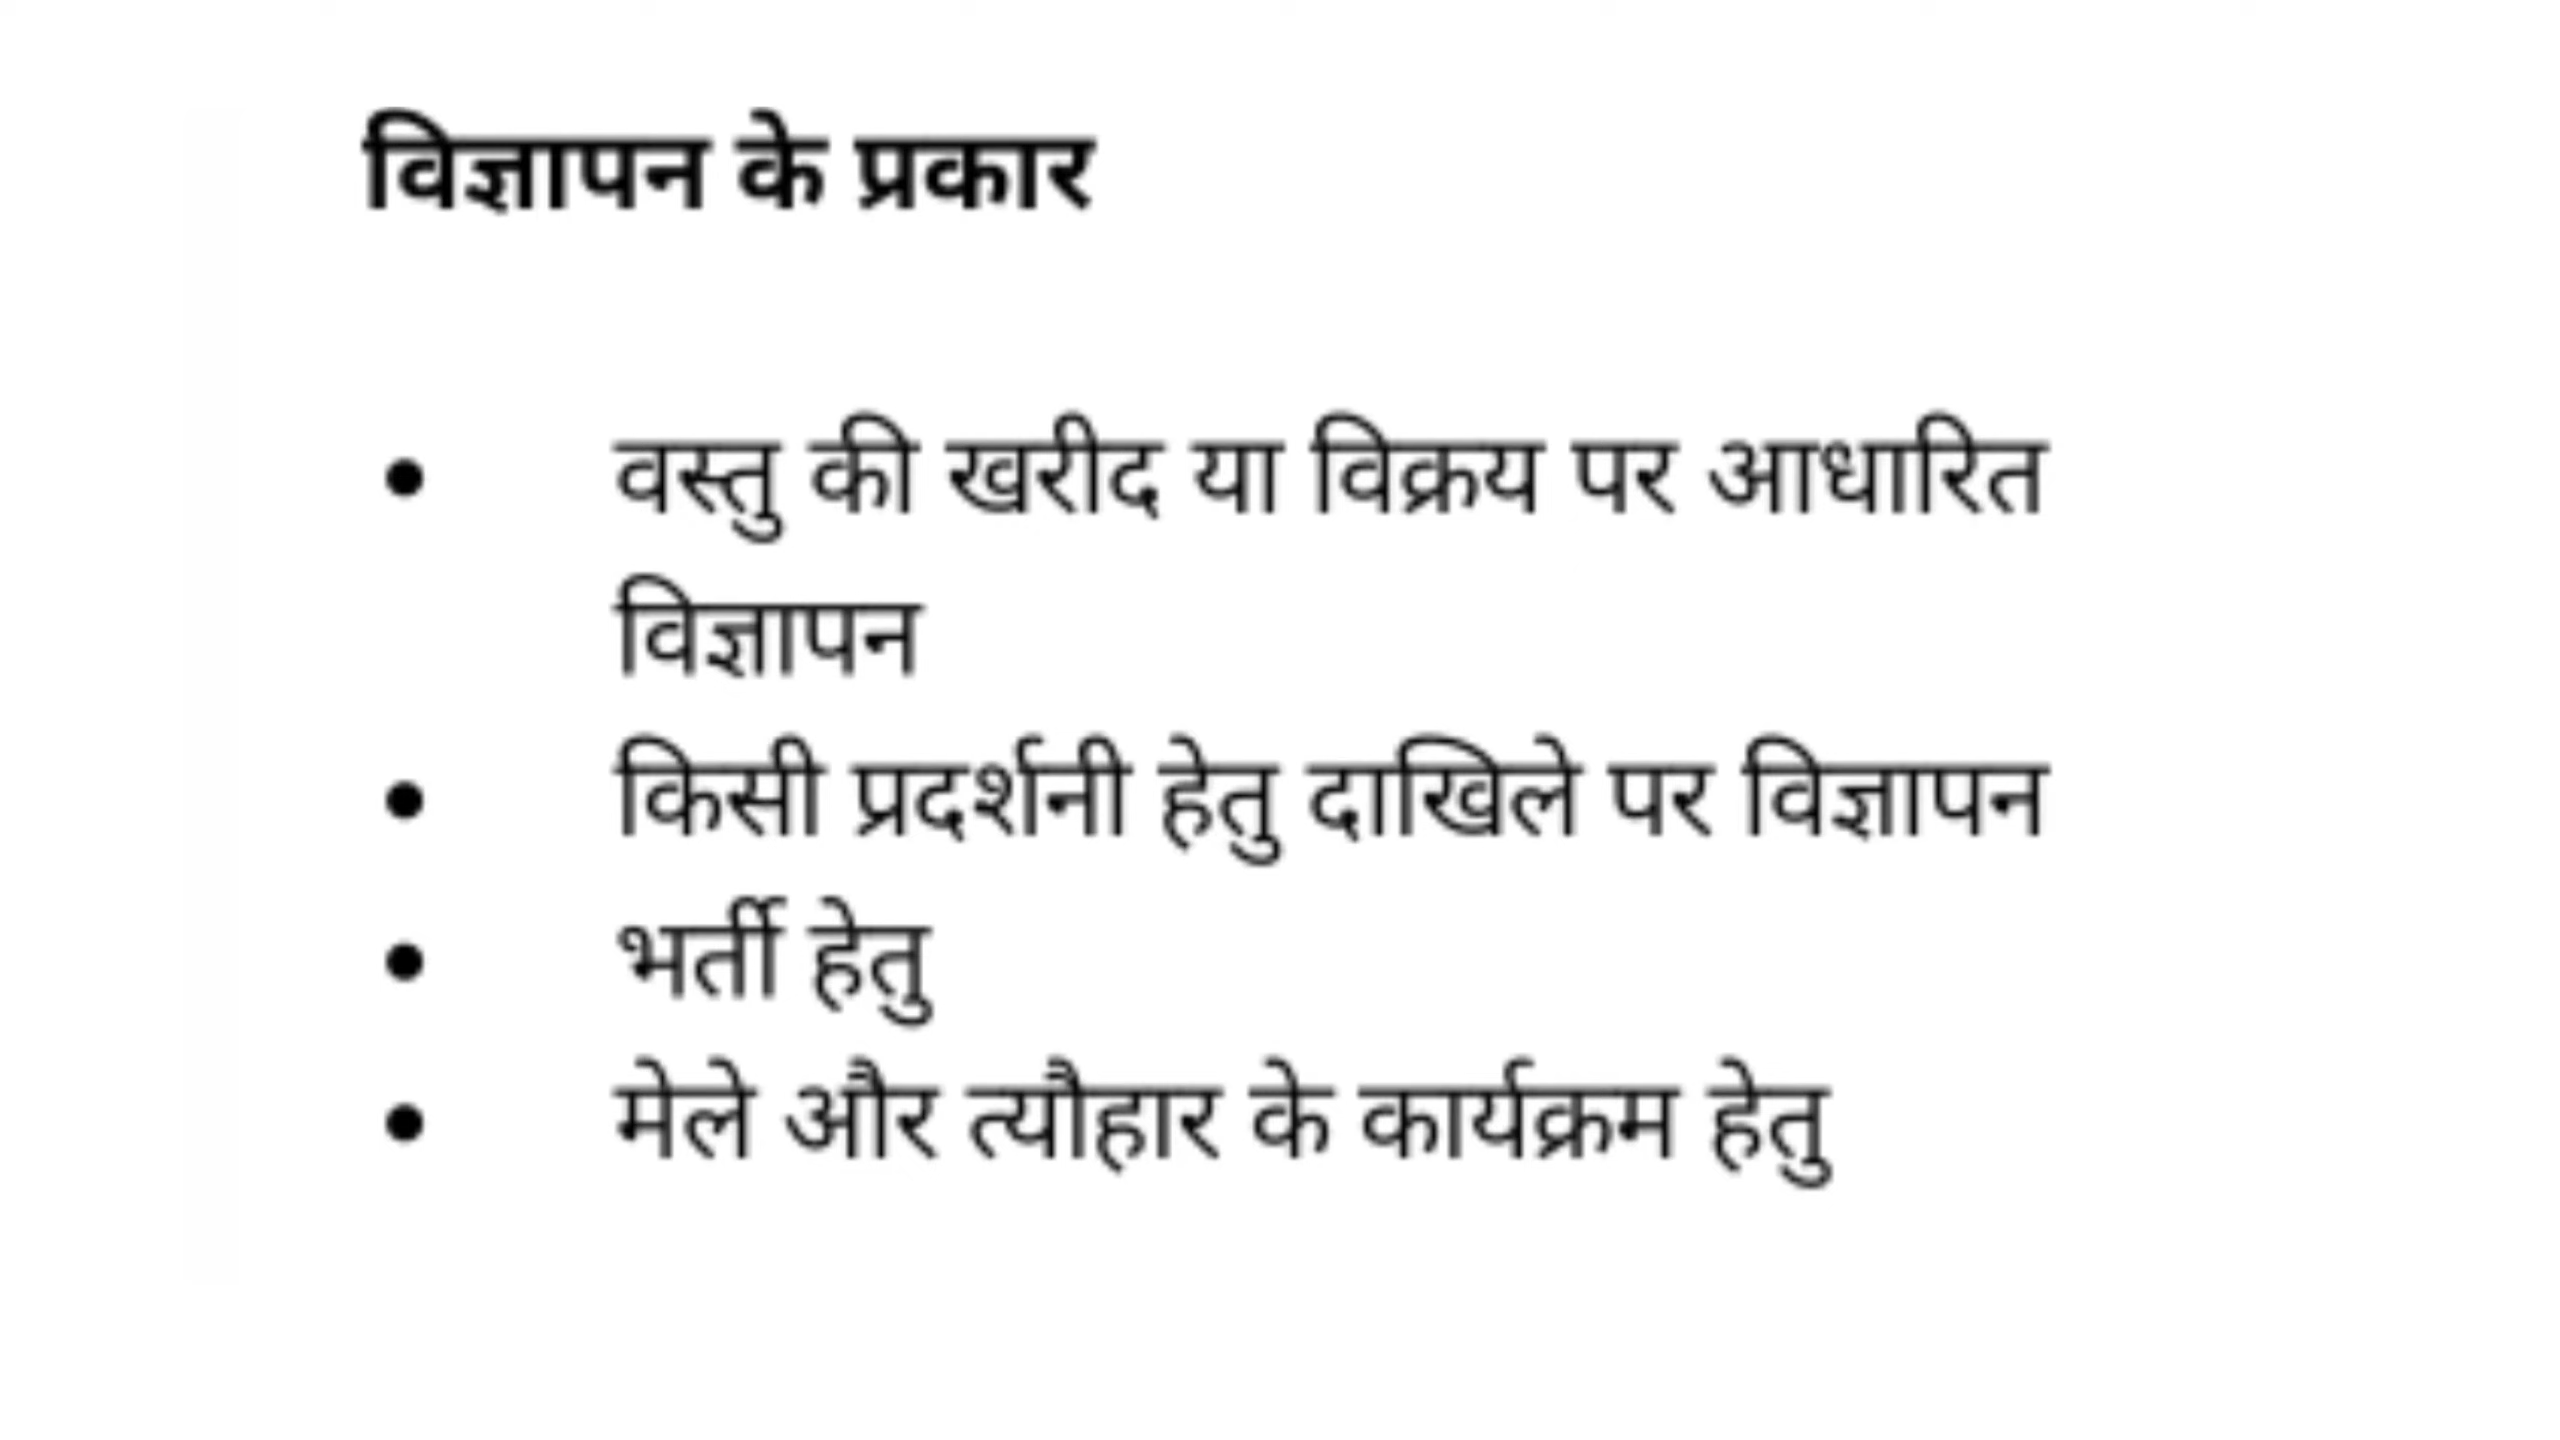 विज्ञापन के प्रकार
• वस्तु की खरीद या विक्रय पर आधारित
विज्ञापन
• किसी प्रदर्शनी हेतु दाखिले पर विज्ञापन
• भर्ती हेतु
• मेले और त्यौहार के कार्यक्रम हेतु